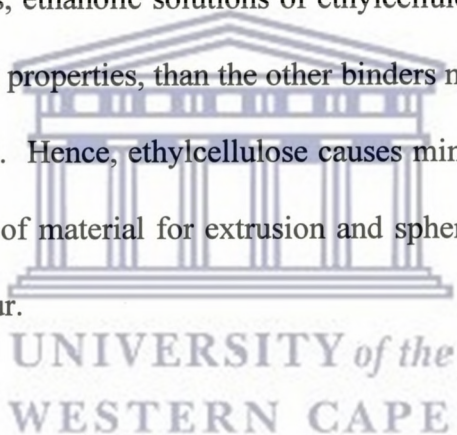 , ethanolic solutions of ethylcellul
properties, than the other binders n
. Hence, ethylcellulose causes min
of material for extrusion and spher
ur.
UNIVERSITY of the
WESTERN CAPE